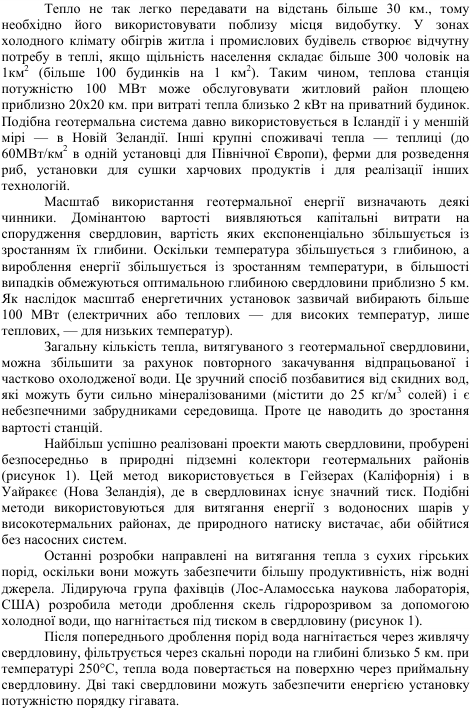 Тепло не так легко передавати на відстань більше 30 км., тому
необхідно його використовувати поблизу місця видобутку. У зонах
холодного клімату обігрів житла і промислових будівель створює відчутну
потребу в теплі, якщо щільність населення складає більше 300 чоловік на
1км² (більше 100 будинків на 1 км²). Таким чином, теплова станція
потужністю 100 МВт може обслуговувати житловий район площею
приблизно 20х20 км. при витраті тепла близько 2 кВт на приватний будинок.
Подібна геотермальна система давно використовується в Ісландії і у меншій
мірі — в Новій Зеландії. Інші крупні споживачі тепла — теплиці (до
60МВт/км² в одній установці для Північної Європи), ферми для розведення
риб, установки для сушки харчових продуктів і для реалізації інших
технологій.
Масштаб використання геотермальної енергії визначають деякі
чинники. Домінантою вартості виявляються капітальні витрати на
спорудження свердловин, вартість яких експоненціально збільшується із
зростанням їх глибини. Оскільки температура збільшується з глибиною, а
вироблення енергії збільшується із зростанням температури, в більшості
випадків обмежуються оптимальною глибиною свердловини приблизно 5 км.
Як наслідок масштаб енергетичних установок зазвичай вибирають більше
100 МВт (електричних або теплових — для високих температур, лише
теплових, — для низьких температур).
Загальну кількість тепла, витягуваного з геотермальної свердловини,
можна збільшити за рахунок повторного закачування відпрацьованої і
частково охолодженої води. Це зручний спосіб позбавитися від скидних вод,
які можуть бути сильно мінералізованими (містити до 25 кг/м³ солей) і є
небезпечними забрудниками середовища. Проте це наводить до зростання
вартості станцій.
Найбільш успішно реалізовані проекти мають свердловини, пробурені
безпосередньо в природні підземні колектори геотермальних районів
(рисунок 1). Цей метод використовується в Гейзерах (Каліфорнія) і в
Уайракєє (Нова Зеландія), де в свердловинах існує значний тиск. Подібні
методи використовуються для витягання енергії з водоносних шарів у
високотермальних районах, де природного натиску вистачає, аби обійтися
без насосних систем.
Останні розробки направлені на витягання тепла з сухих гірських
порід, оскільки вони можуть забезпечити більшу продуктивність, ніж водні
джерела. Лідируюча група фахівців (Лос-Аламосська наукова лабораторія,
США) розробила методи дроблення скель гідророзривом за допомогою
холодної води, що нагнітається під тиском в свердловину (рисунок 1).
Після попереднього дроблення порід вода нагнітається через живлячу
свердловину, фільтрується через скальні породи на глибині близько 5 км. при
температурі 250°С, тепла вода повертається на поверхню через приймальну
свердловину. Дві такі свердловини можуть забезпечити енергією установку
потужністю порядку гігавата.